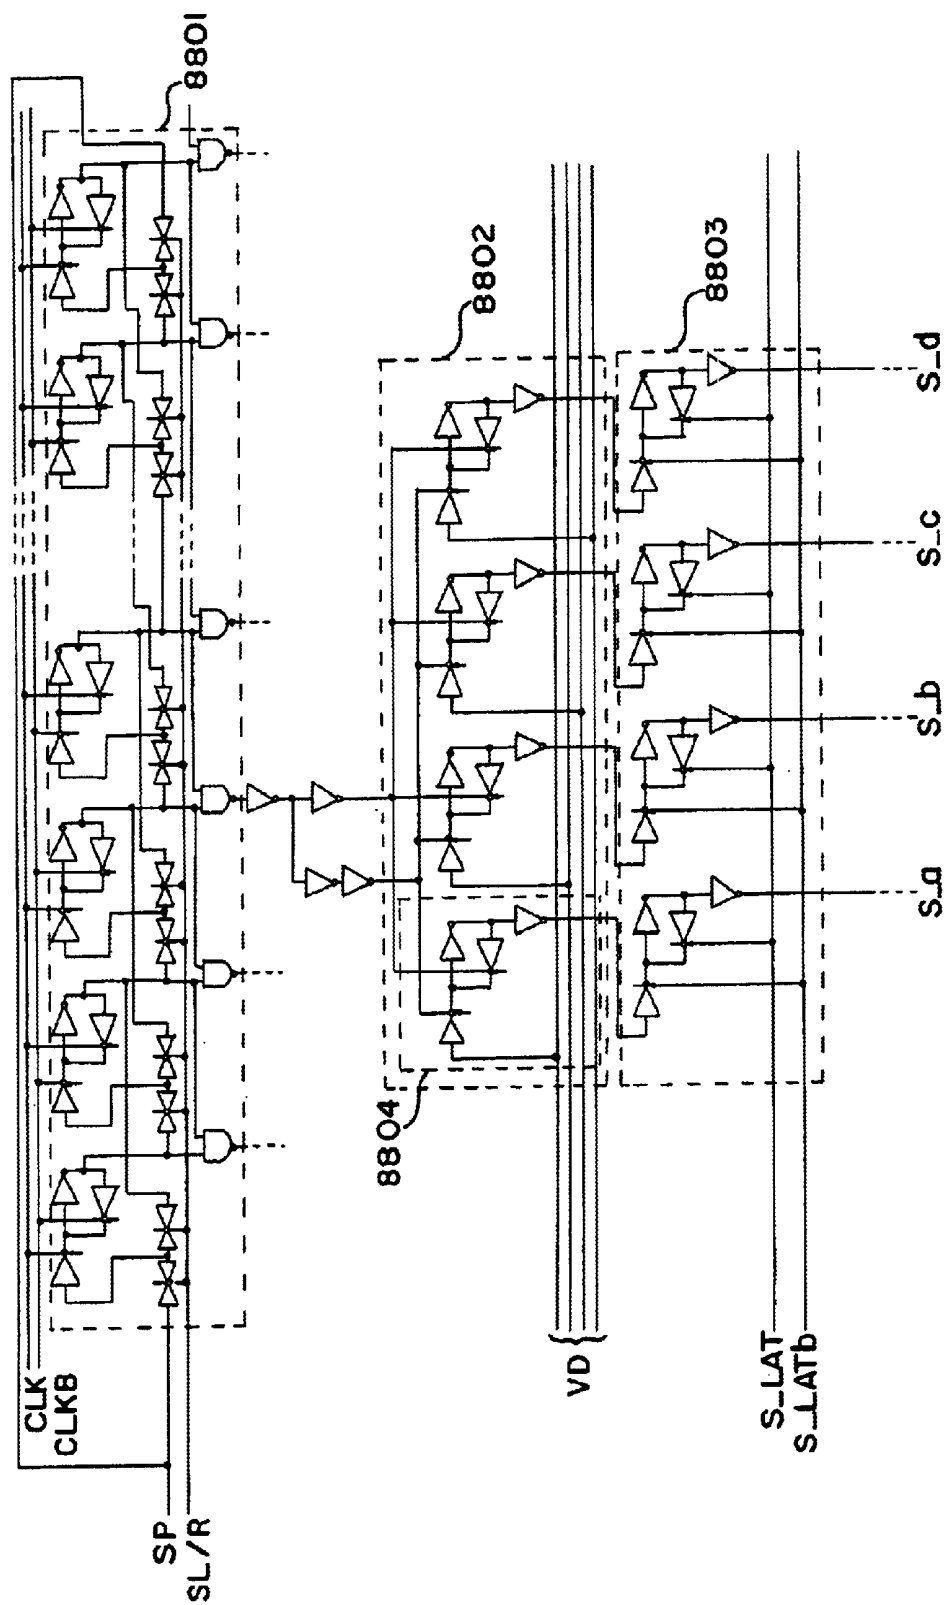 CLK
CLKB
SP
SL/R
8801
8802
8803
8804
VD
S_LAT
S_LATb
S_a
S_b
S_c
S_d